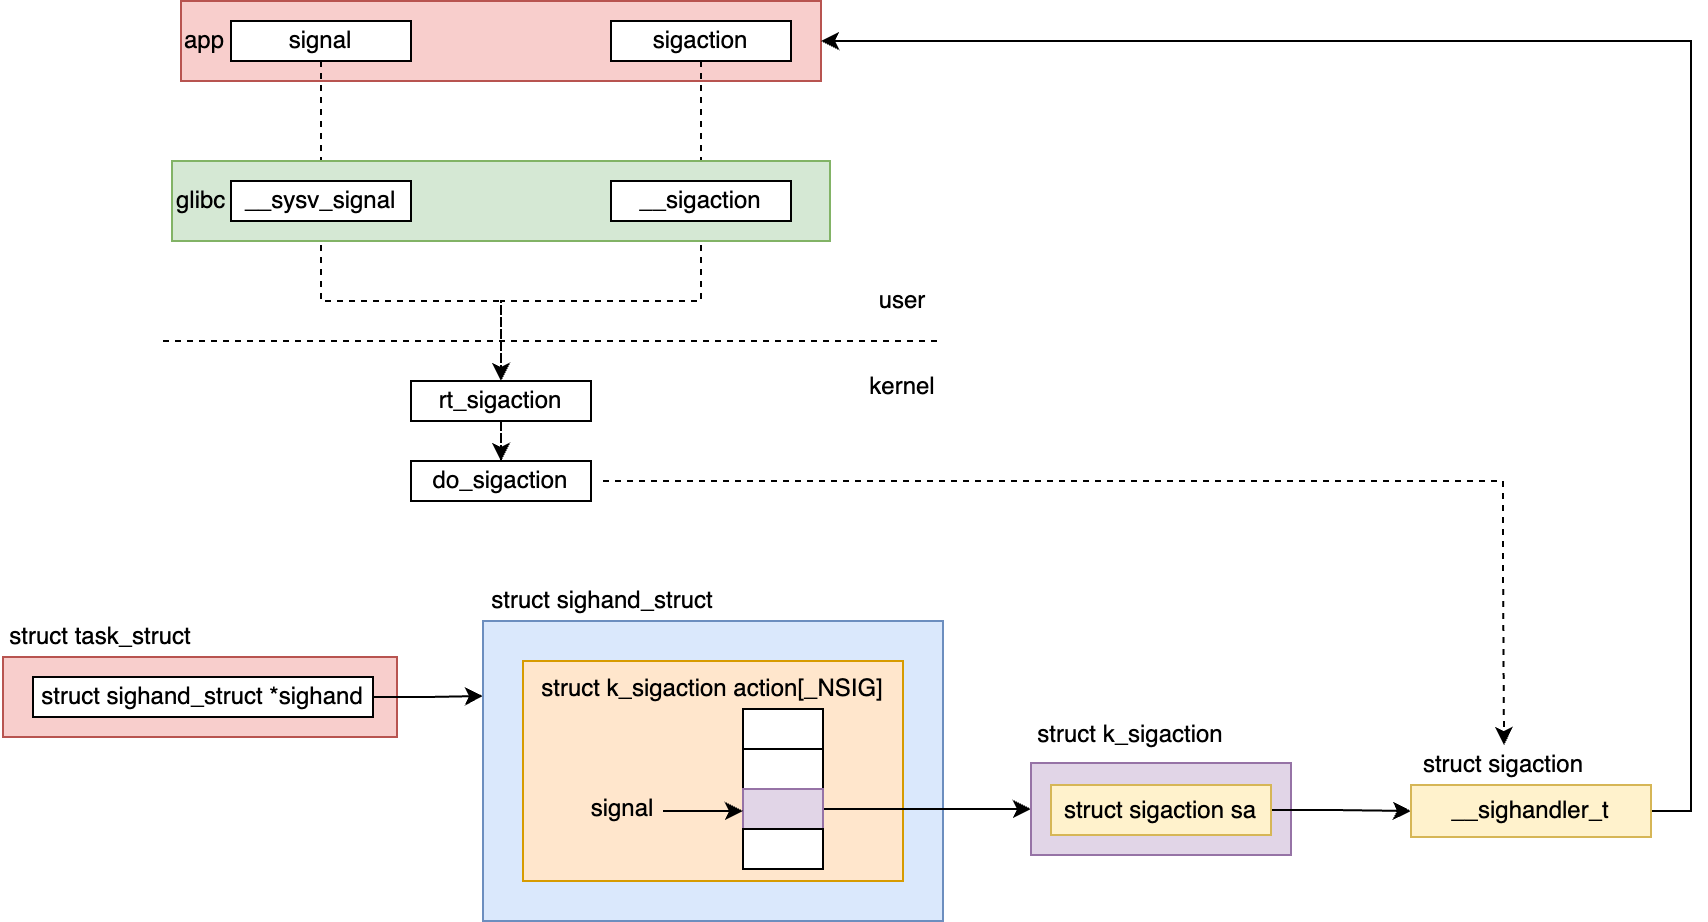 app
signal
sigaction
glibc
__sysv_signal
__sigaction
user
kernel
rt_sigaction
do_sigaction
struct sighand_struct
struct task_struct
struct sighand_struct *sighand
struct k_sigaction action[_NSIG]
signal
struct k_sigaction
struct sigaction sa
struct sigaction
__sighandler_t